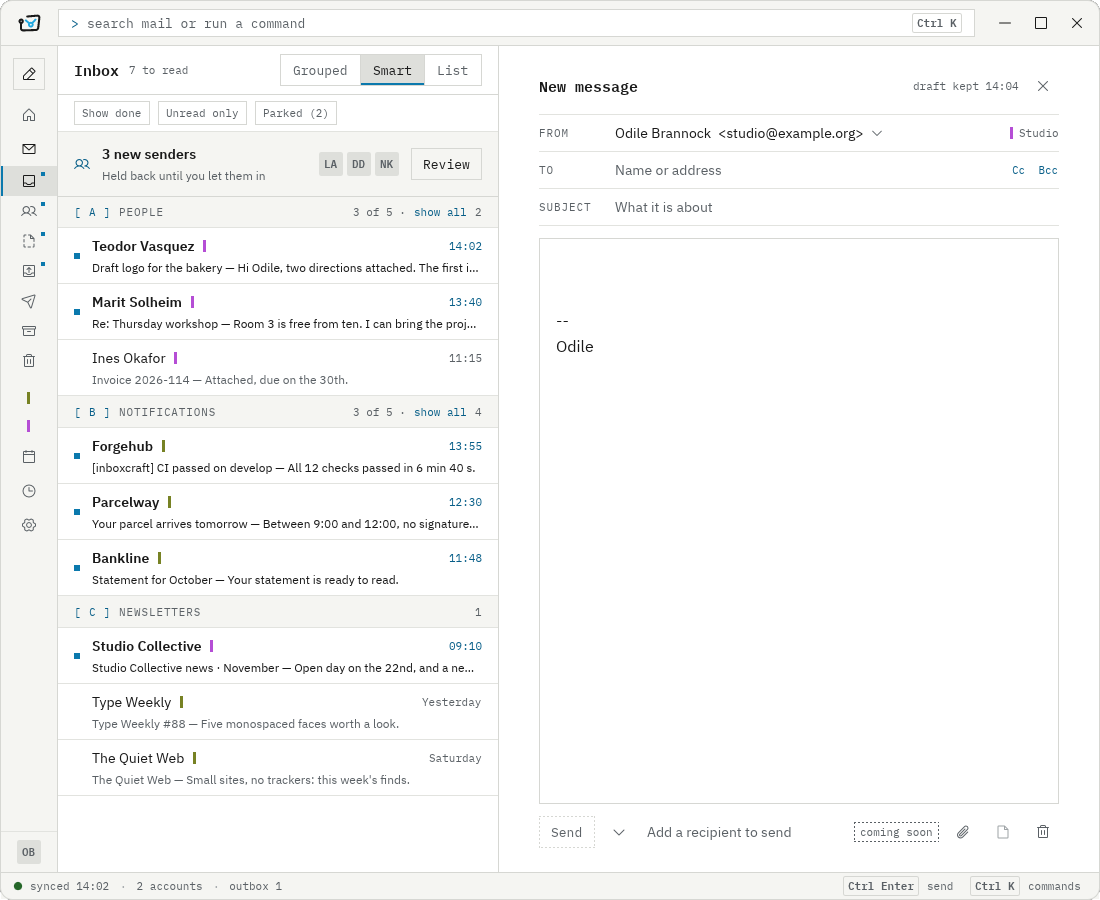 > search mail or run a command Ctrl K
Inbox 7 to read Grouped Smart List
Show done Unread only Parked (2)
3 new senders
Held back until you let them in
LA DD NK Review
[ A ] PEOPLE 3 of 5 · show all 2
Teodor Vasquez 14:02
Draft logo for the bakery — Hi Odile, two directions attached. The first i...
Marit Solheim 13:40
Re: Thursday workshop — Room 3 is free from ten. I can bring the proj...
Ines Okafor 11:15
Invoice 2026-114 — Attached, due on the 30th.
[ B ] NOTIFICATIONS 3 of 5 · show all 4
Forgehub 13:55
[inboxcraft] CI passed on develop — All 12 checks passed in 6 min 40 s.
Parcelway 12:30
Your parcel arrives tomorrow — Between 9:00 and 12:00, no signature...
Bankline 11:48
Statement for October — Your statement is ready to read.
[ C ] NEWSLETTERS 1
Studio Collective 09:10
Studio Collective news · November — Open day on the 22nd, and a ne...
Type Weekly Yesterday
Type Weekly #88 — Five monospaced faces worth a look.
The Quiet Web Saturday
The Quiet Web — Small sites, no trackers: this week's finds.
New message draft kept 14:04
FROM Odile Brannock <studio@example.org> Studio
TO Name or address Cc Bcc
SUBJECT What it is about
--
Odile
Send Add a recipient to send coming soon
OB
synced 14:02 · 2 accounts · outbox 1 Ctrl Enter send Ctrl K commands